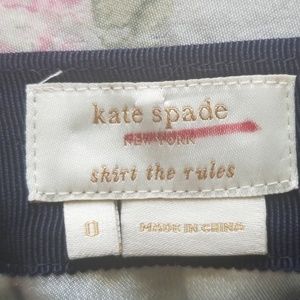 kate spade
NEW YORK
skirt the rules
0
MADE IN CHINA